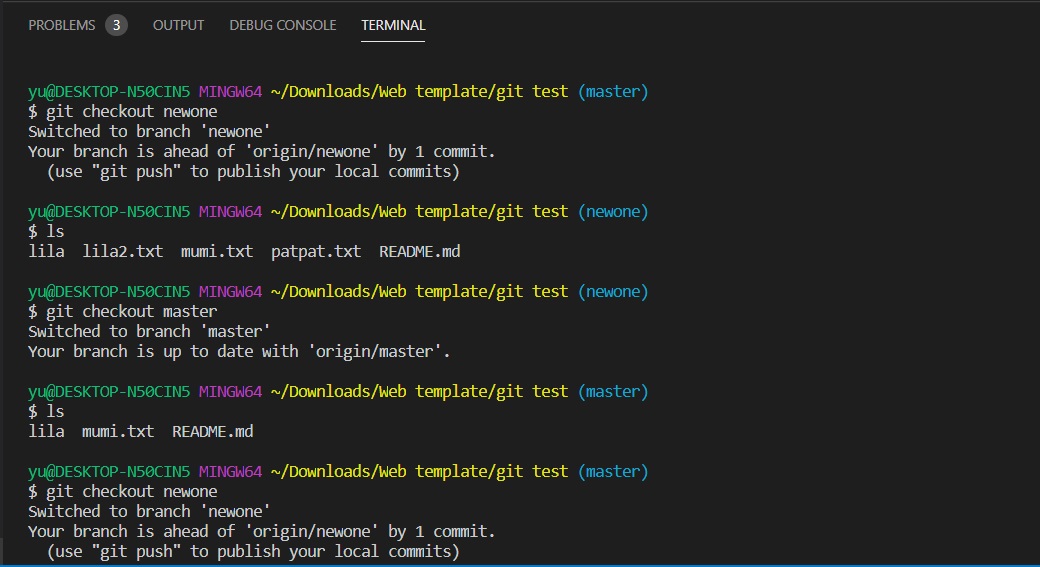 PROBLEMS 3 OUTPUT DEBUG CONSOLE TERMINAL
yu@DESKTOP-N50CIN5 MINGW64 ~/Downloads/Web template/git test (master)
$ git checkout newone
Switched to branch 'newone'
Your branch is ahead of 'origin/newone' by 1 commit.
  (use "git push" to publish your local commits)
yu@DESKTOP-N50CIN5 MINGW64 ~/Downloads/Web template/git test (newone)
$ ls
lila  lila2.txt  mumi.txt  patpat.txt  README.md
yu@DESKTOP-N50CIN5 MINGW64 ~/Downloads/Web template/git test (newone)
$ git checkout master
Switched to branch 'master'
Your branch is up to date with 'origin/master'.
yu@DESKTOP-N50CIN5 MINGW64 ~/Downloads/Web template/git test (master)
$ ls
lila  mumi.txt  README.md
yu@DESKTOP-N50CIN5 MINGW64 ~/Downloads/Web template/git test (master)
$ git checkout newone
Switched to branch 'newone'
Your branch is ahead of 'origin/newone' by 1 commit.
  (use "git push" to publish your local commits)